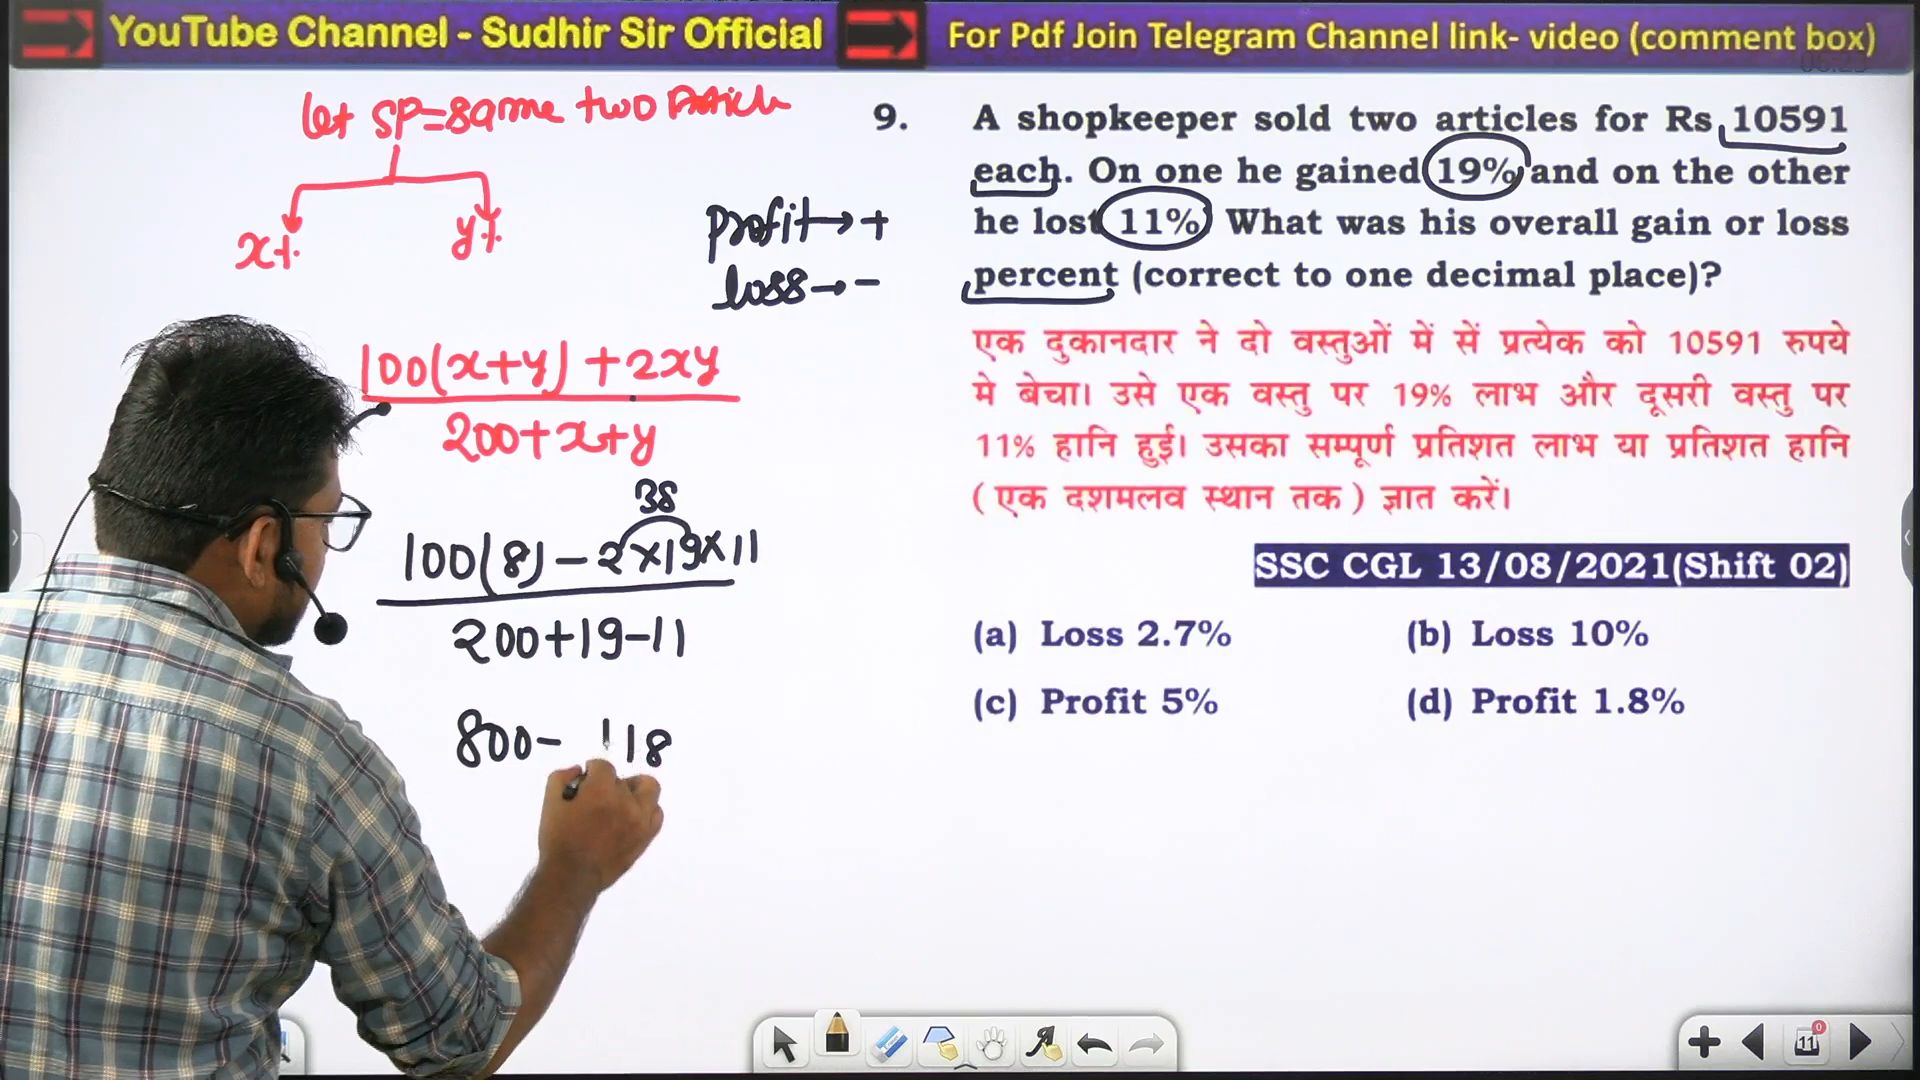 YouTube Channel - Sudhir Sir Official
For Pdf Join Telegram Channel link- video (comment box)
let SP=same two Article
x%
y%
profit→+
loss→-
100(x+y)+2xy
200+x+y
38
100(8)-2×19×11
200+19-11
800- 118
9. A shopkeeper sold two articles for Rs 10591
each. On one he gained 19% and on the other
he lost 11% What was his overall gain or loss
percent (correct to one decimal place)?
एक दुकानदार ने दो वस्तुओं में सें प्रत्येक को 10591 रुपये
मे बेचा। उसे एक वस्तु पर 19% लाभ और दूसरी वस्तु पर
11% हानि हुई। उसका सम्पूर्ण प्रतिशत लाभ या प्रतिशत हानि
(एक दशमलव स्थान तक) ज्ञात करें।
SSC CGL 13/08/2021(Shift 02)
(a) Loss 2.7%
(b) Loss 10%
(c) Profit 5%
(d) Profit 1.8%
11
0